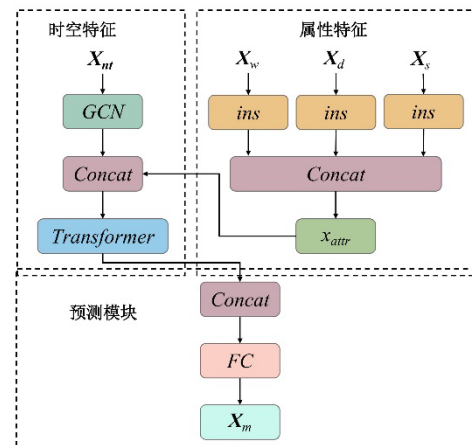 时空特征
X_nt
GCN
Concat
Transformer
属性特征
X_w X_d X_s
ins ins ins
Concat
x_attr
预测模块
Concat
FC
X_m